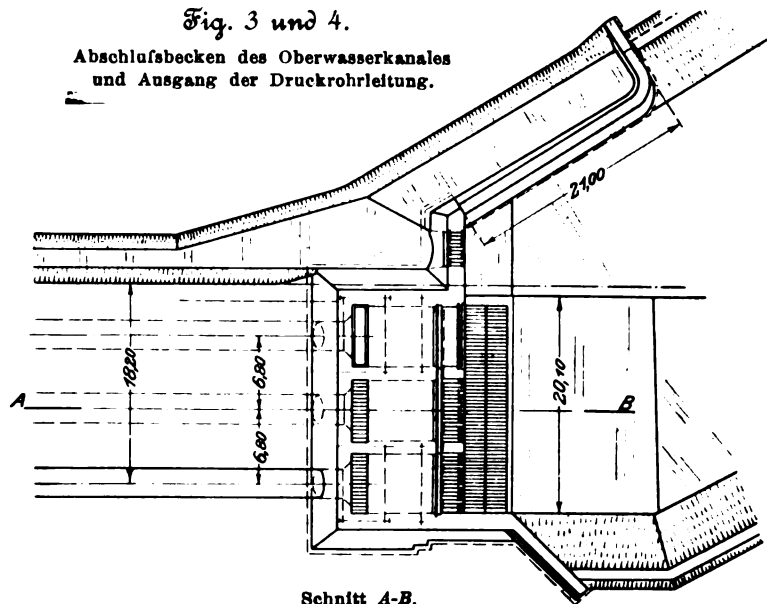 Fig. 3 und 4.
Abschlufsbecken des Oberwasserkanales
und Ausgang der Druckrohrleitung.
21,00
18,20
6,80
6,80
20,10
A
B
Schnitt A-B.